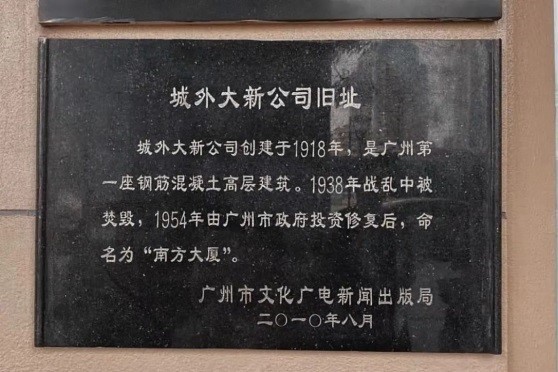 城外大新公司旧址
城外大新公司创建于1918年，是广州第
一座钢筋混凝土高层建筑。1938年战乱中被
焚毁，1954年由广州市政府投资修复后，命
名为“南方大厦”。
广州市文化广电新闻出版局
二〇一〇年八月